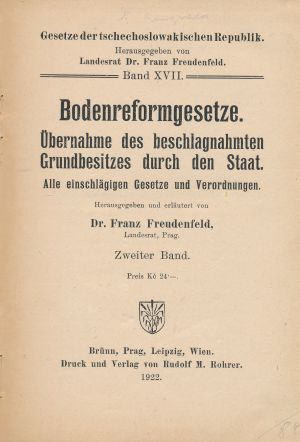 Gesetze der tschechoslowakischen Republik.
Herausgegeben von
Landesrat Dr. Franz Freudenfeld.
Band XVII.
Bodenreformgesetze.
Übernahme des beschlagnahmten
Grundbesitzes durch den Staat.
Alle einschlägigen Gesetze und Verordnungen.
Herausgegeben und erläutert von
Dr. Franz Freudenfeld,
Landesrat, Prag.
Zweiter Band.
Preis Kč 24·—.
Brünn, Prag, Leipzig, Wien.
Druck und Verlag von Rudolf M. Rohrer.
1922.